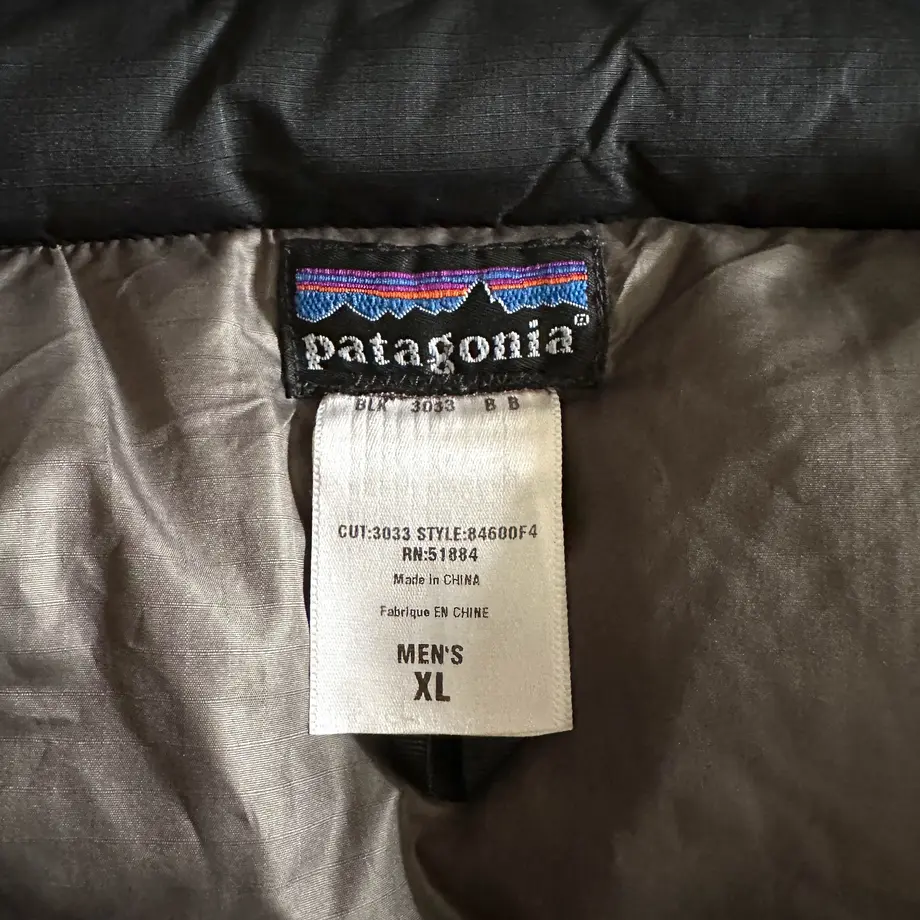 patagonia®
BLK 3033 B B
CUT:3033 STYLE:84600F4
RN:51884
Made in CHINA
Fabrique EN CHINE
MEN'S
XL